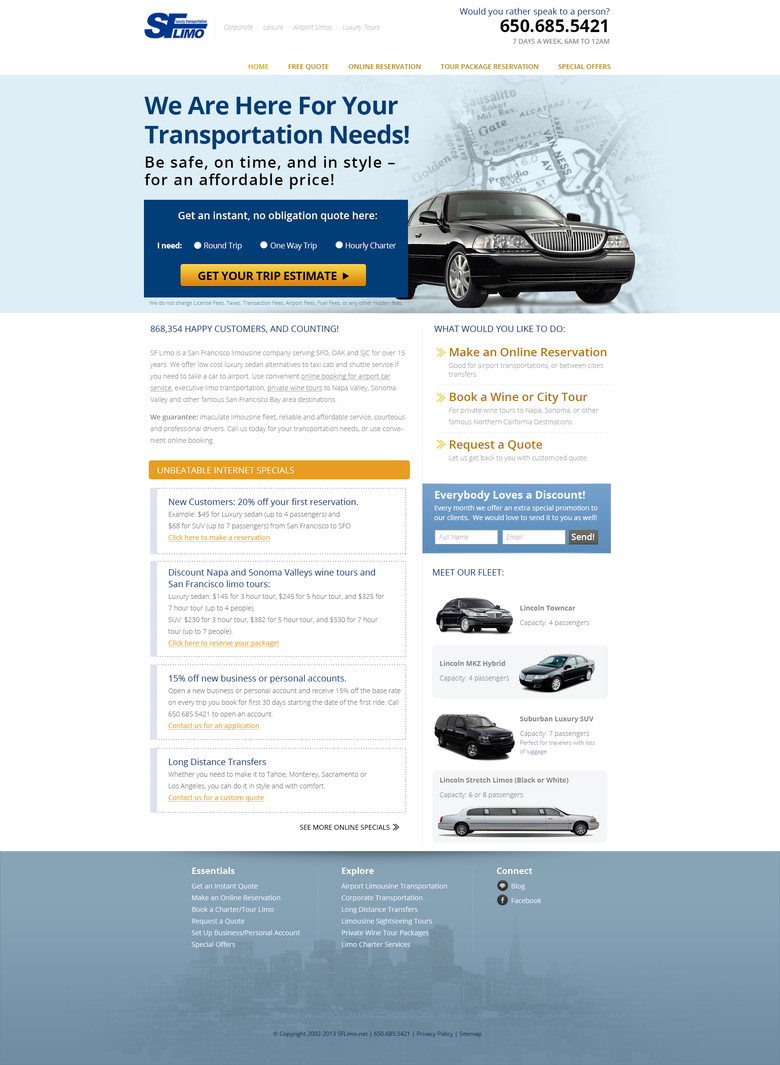 SF LIMO
luxury transportation
Corporate · Leisure · Airport Limos · Luxury Tours
Would you rather speak to a person?
650.685.5421
7 DAYS A WEEK, 6AM TO 12AM
HOME FREE QUOTE ONLINE RESERVATION TOUR PACKAGE RESERVATION SPECIAL OFFERS
We Are Here For Your
Transportation Needs!
Be safe, on time, and in style –
for an affordable price!
Sausalito
Golden Gate
ALCATRAZ
Presidio
VAN NESS AV
Get an instant, no obligation quote here:
I need: Round Trip One Way Trip Hourly Charter
GET YOUR TRIP ESTIMATE
We do not charge License Fees, Taxes, Transaction Fees, Airport Fees, Fuel Fees, or any other hidden fees.
868,354 HAPPY CUSTOMERS, AND COUNTING!
SF Limo is a San Francisco limousine company serving SFO, OAK and SJC for over 15
years. We offer low cost luxury sedan alternatives to taxi cab and shuttle service if
you need to take a car to airport. Use convenient online booking for airport car
service, executive limo transportation, private wine tours to Napa Valley, Sonoma
Valley and other famous San Francisco Bay area destinations.
We guarantee: imaculate limousine fleet, reliable and affordable service, courteous
and professional drivers. Call us today for your transportation needs, or use conve-
nient online booking.
UNBEATABLE INTERNET SPECIALS
New Customers: 20% off your first reservation.
Example: $45 for Luxury sedan (up to 4 passengers) and
$68 for SUV (up to 7 passengers) from San Francisco to SFO
Click here to make a reservation
Discount Napa and Sonoma Valleys wine tours and
San Francisco limo tours:
Luxury sedan: $145 for 3 hour tour, $245 for 5 hour tour, and $325 for
7 hour tour (up to 4 people).
SUV: $230 for 3 hour tour, $382 for 5 hour tour, and $530 for 7 hour
tour (up to 7 people).
Click here to reserve your package!
15% off new business or personal accounts.
Open a new business or personal account and receive 15% off the base rate
on every trip you book for first 30 days starting the date of the first ride. Call
650.685.5421 to open an account.
Contact us for an application
Long Distance Transfers
Whether you need to make it to Tahoe, Monterey, Sacramento or
Los Angeles, you can do it in style and with comfort.
Contact us for a custom quote
SEE MORE ONLINE SPECIALS
WHAT WOULD YOU LIKE TO DO:
Make an Online Reservation
Good for airport transportations, or between cities
transfers.
Book a Wine or City Tour
For private wine tours to Napa, Sonoma, or other
famous Northern California Destinations.
Request a Quote
Let us get back to you with customized quote.
Everybody Loves a Discount!
Every month we offer an extra special promotion to
our clients. We would love to send it to you as well!
Full Name Email Send!
MEET OUR FLEET:
Lincoln Towncar
Capacity: 4 passengers
Lincoln MKZ Hybrid
Capacity: 4 passengers
Suburban Luxury SUV
Capacity: 7 passengers
Perfect for travelers with lots
of luggage.
Lincoln Stretch Limos (Black or White)
Capacity: 6 or 8 passengers
Essentials
Get an Instant Quote
Make an Online Reservation
Book a Charter/Tour Limo
Request a Quote
Set Up Business/Personal Account
Special Offers
Explore
Airport Limousine Transportation
Corporate Transportation
Long Distance Transfers
Limousine Sightseeing Tours
Private Wine Tour Packages
Limo Charter Services
Connect
Blog
Facebook
© Copyright 2002-2013 SFLimo.net | 650.685.5421 | Privacy Policy | Sitemap